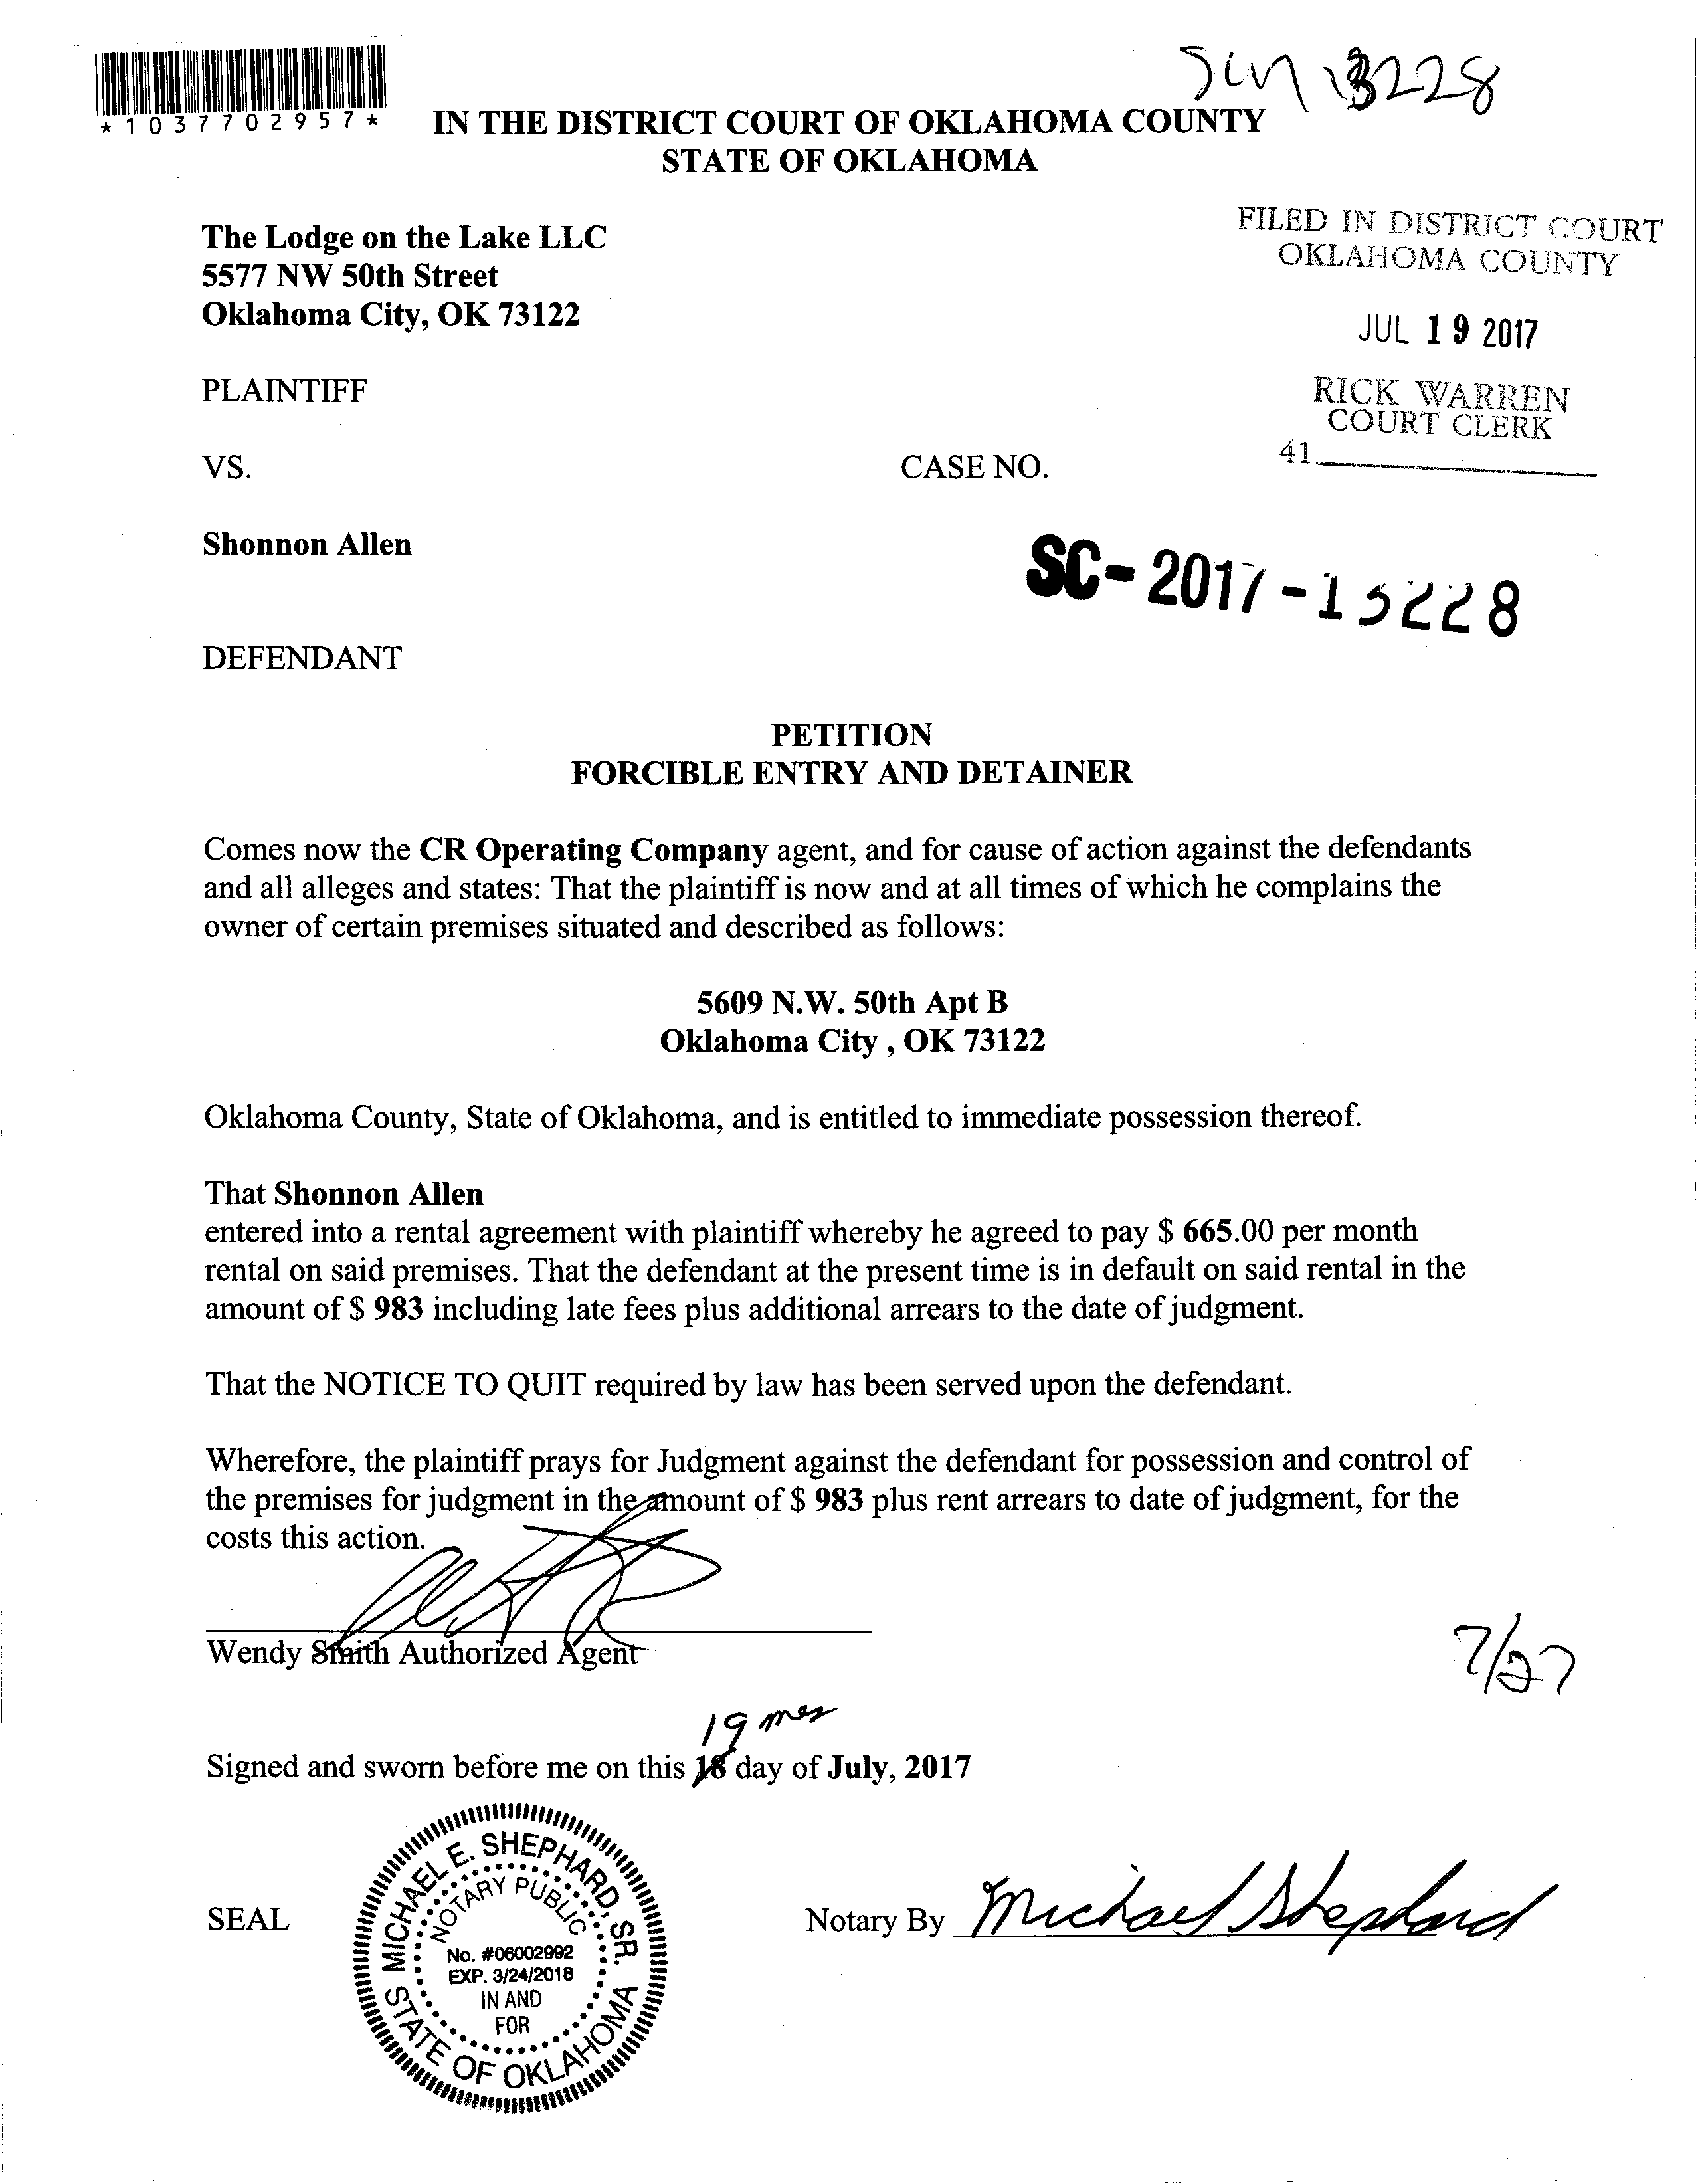 *1037702957*
13228
IN THE DISTRICT COURT OF OKLAHOMA COUNTY
STATE OF OKLAHOMA
The Lodge on the Lake LLC
5577 NW 50th Street
Oklahoma City, OK 73122
FILED IN DISTRICT COURT
OKLAHOMA COUNTY
JUL 19 2017
RICK WARREN
COURT CLERK
41
PLAINTIFF
VS.
CASE NO.
Shonnon Allen
SC-2017-13228
DEFENDANT
PETITION
FORCIBLE ENTRY AND DETAINER
Comes now the CR Operating Company agent, and for cause of action against the defendants
and all alleges and states: That the plaintiff is now and at all times of which he complains the
owner of certain premises situated and described as follows:
5609 N.W. 50th Apt B
Oklahoma City , OK 73122
Oklahoma County, State of Oklahoma, and is entitled to immediate possession thereof.
That Shonnon Allen
entered into a rental agreement with plaintiff whereby he agreed to pay $ 665.00 per month
rental on said premises. That the defendant at the present time is in default on said rental in the
amount of $ 983 including late fees plus additional arrears to the date of judgment.
That the NOTICE TO QUIT required by law has been served upon the defendant.
Wherefore, the plaintiff prays for Judgment against the defendant for possession and control of
the premises for judgment in the amount of $ 983 plus rent arrears to date of judgment, for the
costs this action.
Wendy Smith Authorized Agent
7/27
19 mes
Signed and sworn before me on this 18 day of July, 2017
SEAL
MICHAEL E. SHEPHARD, SR.
NOTARY PUBLIC
No. #06002992
EXP. 3/24/2018
IN AND
FOR
STATE OF OKLAHOMA
Notary By Michael Shephard